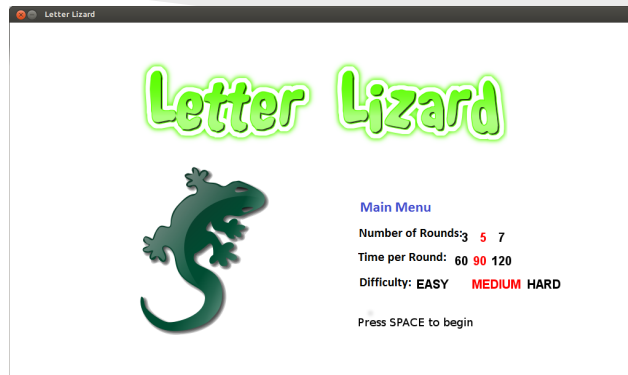 Letter Lizard
Letter Lizard
Main Menu
Number of Rounds: 3 5 7
Time per Round: 60 90 120
Difficulty: EASY MEDIUM HARD
Press SPACE to begin